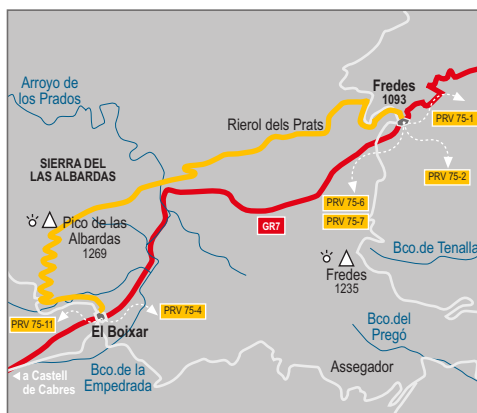 Arroyo de
los Prados
Fredes
1093
Rierol dels Prats
PRV 75-1
SIERRA DEL
LAS ALBARDAS
PRV 75-2
PRV 75-6
PRV 75-7
GR7
Pico de las
Albardas
1269
Bco.de Tenalla
Fredes
1235
PRV 75-11
El Boixar
PRV 75-4
Bco.del
Pregó
Assegador
Bco.de la
Empedrada
a Castell
de Cabres